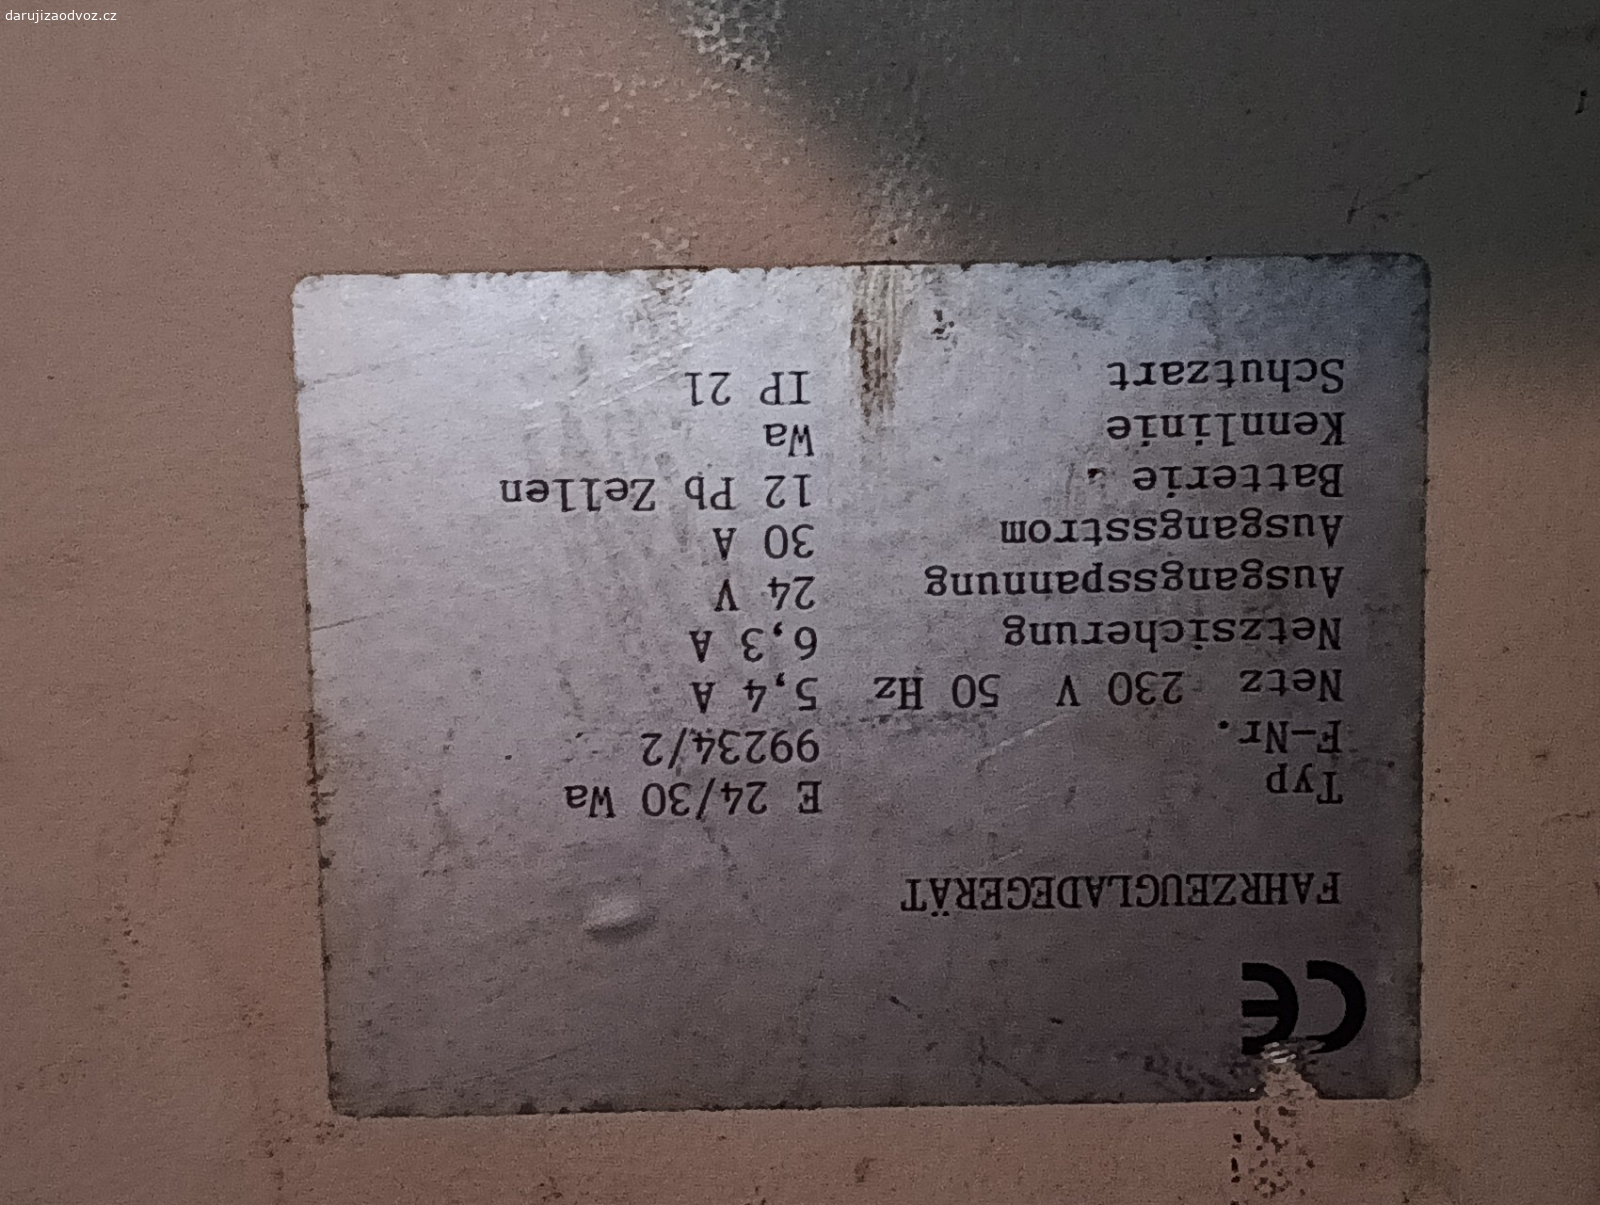 darujizaodvoz.cz
CE
FAHRZEUGLADEGERÄT
Typ E 24/30 Wa
F-Nr. 99234/2
Netz 230 V 50 Hz 5,4 A
Netzsicherung 6,3 A
Ausgangsspannung 24 V
Ausgangsstrom 30 A
Batterie 12 Pb Zellen
Kennlinie Wa
Schutzart IP 21